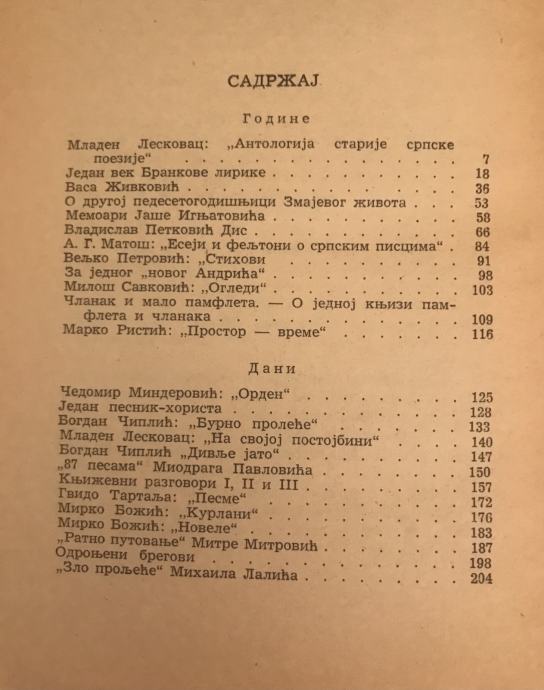 САДРЖАЈ
Године
Младен Лесковац: „Антологија старије српске
поезије“ . . . . . . . . . . . . . . . 7
Један век Бранкове лирике . . . . . . . . . . 18
Васа Живковић . . . . . . . . . . . . . . 36
О другој педесетогодишњици Змајевог живота . . . 53
Мемоари Јаше Игњатовића . . . . . . . . . 58
Владислав Петковић Дис . . . . . . . . . . 66
А. Г. Матош: „Есеји и фељтони о српским писцима“ . 84
Вељко Петровић: „Стихови . . . . . . . . . 91
За једног „новог Андрића“ . . . . . . . . . 98
Милош Савковић: „Огледи“ . . . . . . . . . 103
Чланак и мало памфлета. — О једној књизи пам-
флета и чланака . . . . . . . . . . . . 109
Марко Ристић: „Простор — време“ . . . . . . . 116
Дани
Чедомир Миндеровић: „Орден“ . . . . . . . . 125
Један песник-хориста . . . . . . . . . . . 128
Богдан Чиплић: „Бурно пролеће“ . . . . . . . 133
Младен Лесковац: „На својој постојбини“ . . . . 140
Богдан Чиплић „Дивље јато“ . . . . . . . . 147
„87 песама“ Миодрага Павловића . . . . . . . 150
Књижевни разговори I, II и III . . . . . . . . 157
Гвидо Тартаља: „Песме“ . . . . . . . . . . 172
Мирко Божић: „Курлани“ . . . . . . . . . . 176
Мирко Божић: „Новеле“ . . . . . . . . . . 183
„Ратно путовање“ Митре Митровић . . . . . . . 187
Одроњени брегови . . . . . . . . . . . . 198
„Зло прољеће“ Михаила Лалића . . . . . . . . 204